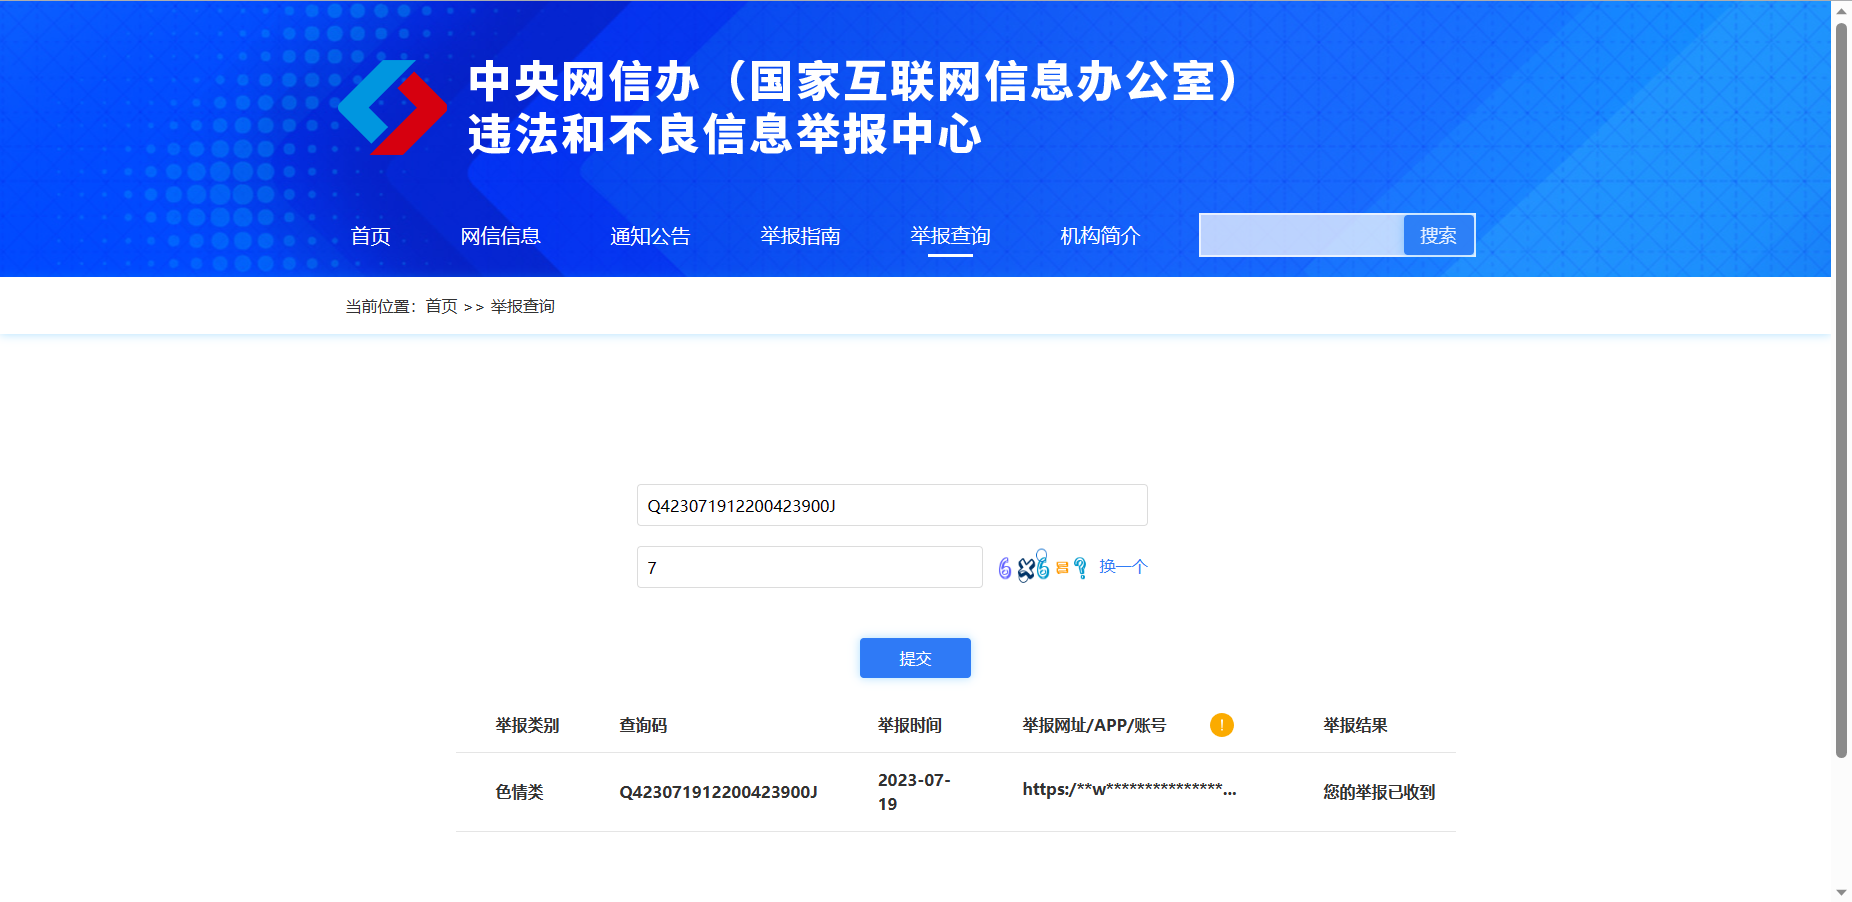 中央网信办（国家互联网信息办公室）
违法和不良信息举报中心
首页 网信信息 通知公告 举报指南 举报查询 机构简介 搜索
当前位置：首页 >> 举报查询
Q423071912200423900J
7 6×6=? 换一个
提交
举报类别 查询码 举报时间 举报网址/APP/账号 ! 举报结果
色情类 Q423071912200423900J 2023-07-19 https:/**w***************... 您的举报已收到